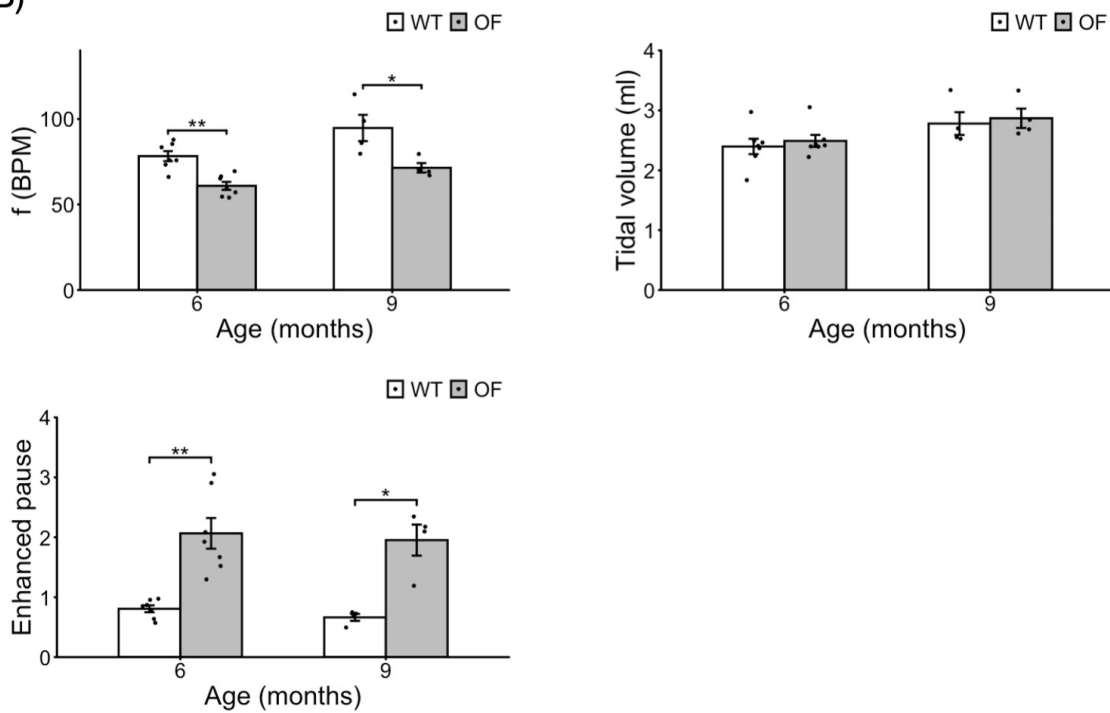 WT OF
WT OF
100
50
0
f (BPM)
**
*
6
9
Age (months)
4
3
2
1
0
Tidal volume (ml)
6
9
Age (months)
WT OF
4
3
2
1
0
Enhanced pause
**
*
6
9
Age (months)